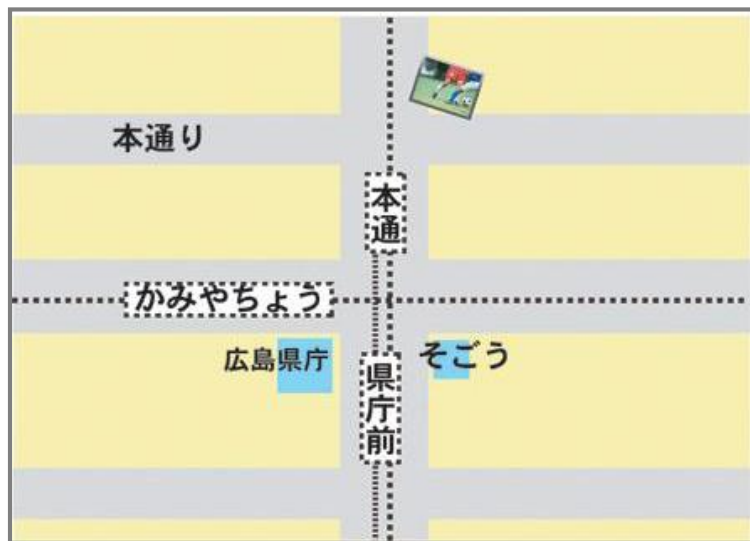 本通り
本通
かみやちょう
広島県庁
そごう
県庁前